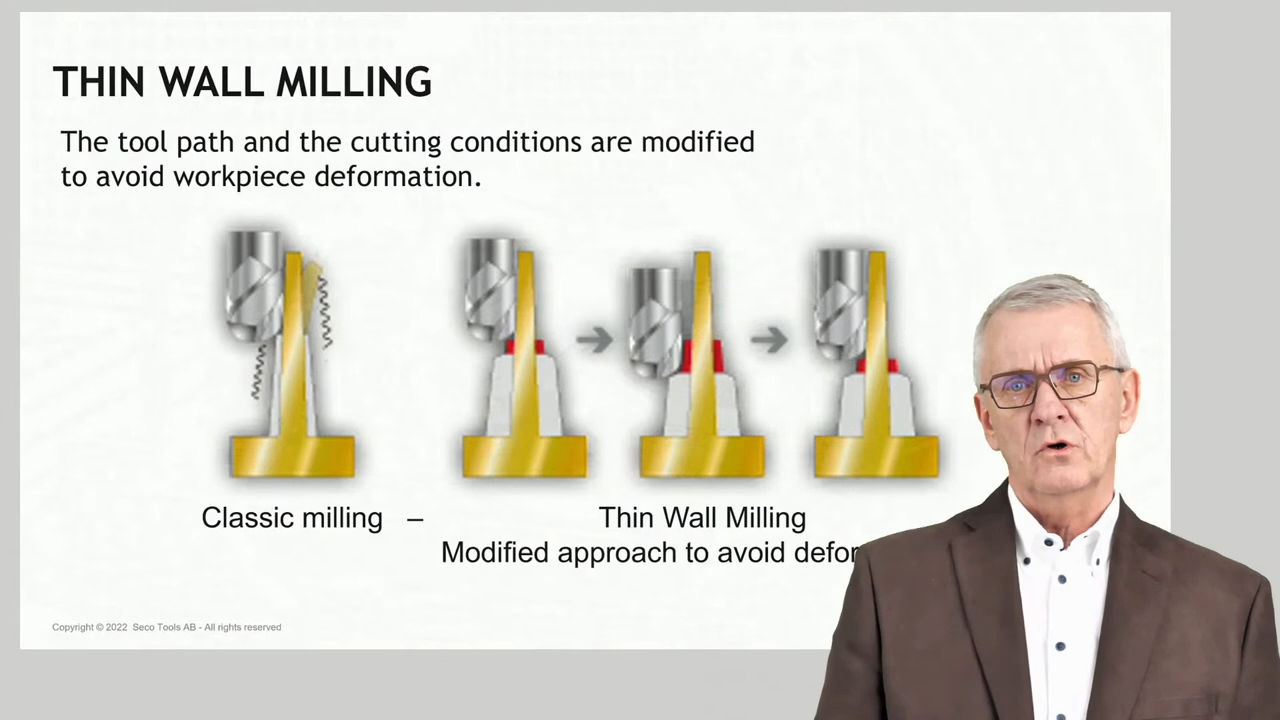 THIN WALL MILLING
The tool path and the cutting conditions are modified
to avoid workpiece deformation.
Classic milling –
Thin Wall Milling
Modified approach to avoid
Copyright © 2022 Seco Tools AB - All rights reserved